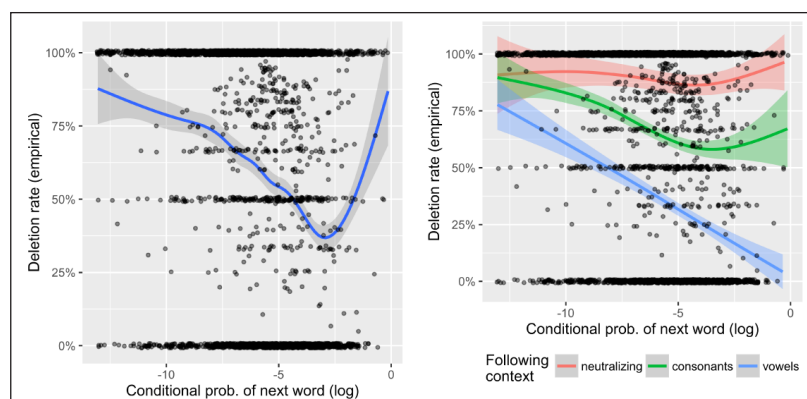 100%
75%
50%
25%
0%
Deletion rate (empirical)
-10
-5
0
Conditional prob. of next word (log)
100%
75%
50%
25%
0%
Deletion rate (empirical)
-10
-5
0
Conditional prob. of next word (log)
Following
context
neutralizing
consonants
vowels